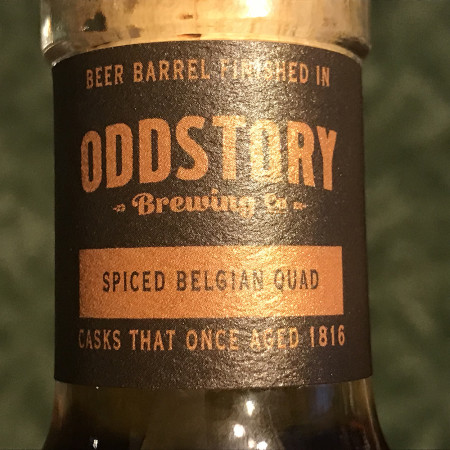 BEER BARREL FINISHED IN
ODDSTORY
Brewing Co
SPICED BELGIAN QUAD
CASKS THAT ONCE AGED 1816